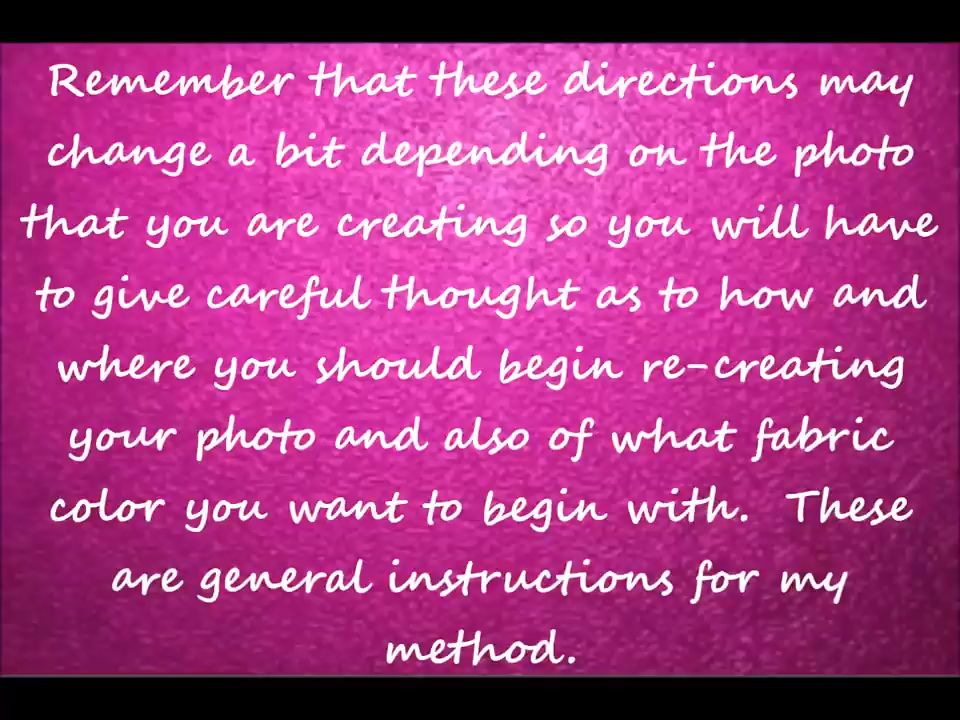 Remember that these directions may
change a bit depending on the photo
that you are creating so you will have
to give careful thought as to how and
where you should begin re-creating
your photo and also of what fabric
color you want to begin with.  These
are general instructions for my
method.